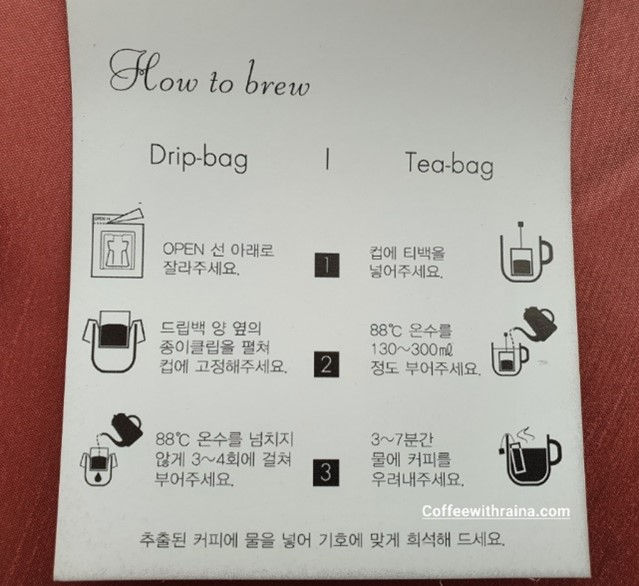 How to brew
Drip-bag | Tea-bag
OPEN 선 아래로
잘라주세요.
1
컵에 티백을
넣어주세요.
드립백 양 옆의
종이클립을 펼쳐
컵에 고정해주세요.
2
88℃ 온수를
130~300㎖
정도 부어주세요.
88℃ 온수를 넘치지
않게 3~4회에 걸쳐
부어주세요.
3
3~7분간
물에 커피를
우려내주세요.
Coffeewithraina.com
추출된 커피에 물을 넣어 기호에 맞게 희석해 드세요.